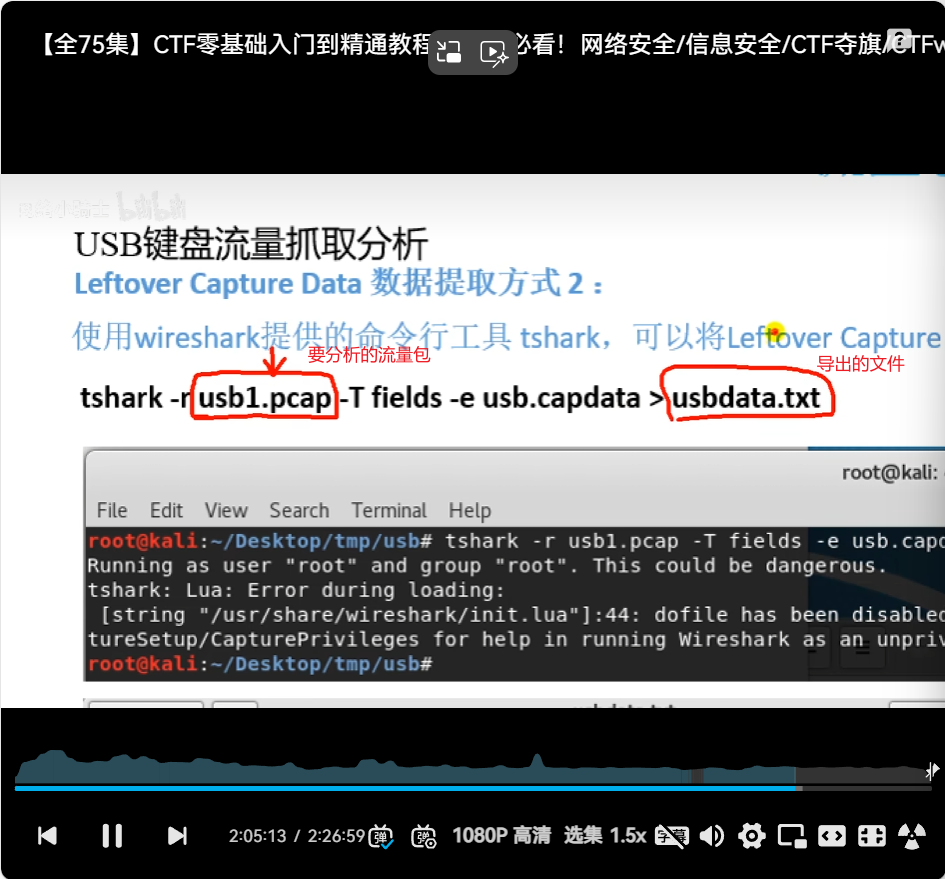 【全75集】CTF零基础入门到精通教程 必看！网络安全/信息安全/CTF夺旗/CTFw
bilibili
USB键盘流量抓取分析
Leftover Capture Data 数据提取方式 2 ：
使用wireshark提供的命令行工具 tshark，可以将Leftover Capture
要分析的流量包
导出的文件
tshark -r usb1.pcap -T fields -e usb.capdata > usbdata.txt
root@kali:
File Edit View Search Terminal Help
root@kali:~/Desktop/tmp/usb# tshark -r usb1.pcap -T fields -e usb.capd
Running as user "root" and group "root". This could be dangerous.
tshark: Lua: Error during loading:
[string "/usr/share/wireshark/init.lua"]:44: dofile has been disabled
tureSetup/CapturePrivileges for help in running Wireshark as an unpriv
root@kali:~/Desktop/tmp/usb#
2:05:13 / 2:26:59 弹 弹 1080P 高清 选集 1.5x 字幕